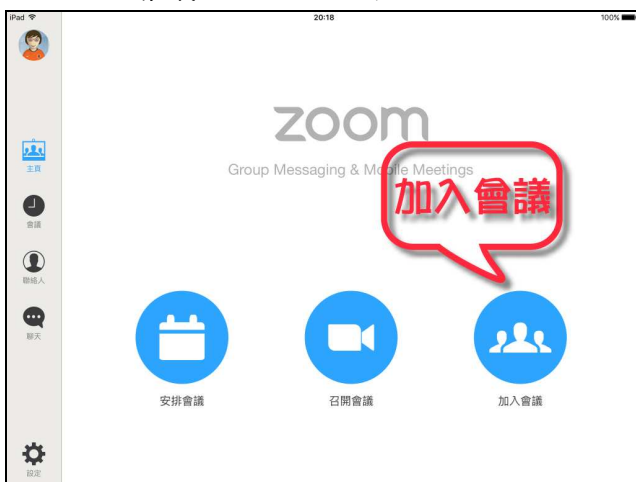 iPad
20:18
100%
zoom
Group Messaging & Mobile Meetings
加入會議
主頁
會議
聯絡人
聊天
設定
安排會議
召開會議
加入會議